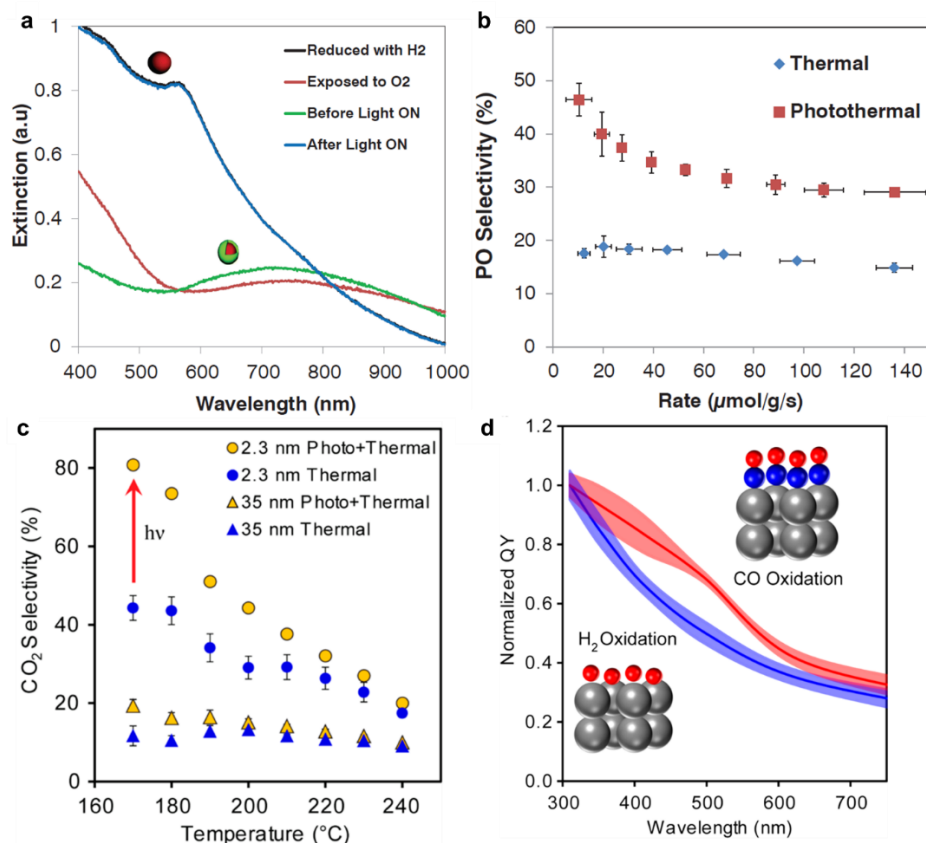 a
1
0.8
0.6
0.4
0.2
0
Extinction (a.u)
Reduced with H2
Exposed to O2
Before Light ON
After Light ON
400
500
600
700
800
900
1000
Wavelength (nm)
b
60
50
40
30
20
10
0
PO Selectivity (%)
Thermal
Photothermal
0
20
40
60
80
100
120
140
Rate (µmol/g/s)
c
80
60
40
20
0
CO2 Selectivity (%)
2.3 nm Photo+Thermal
2.3 nm Thermal
35 nm Photo+Thermal
35 nm Thermal
hν
160
180
200
220
240
Temperature (°C)
d
1.2
1.0
0.8
0.6
0.4
0.2
0.0
Normalized QY
CO Oxidation
H2Oxidation
300
400
500
600
700
Wavelength (nm)